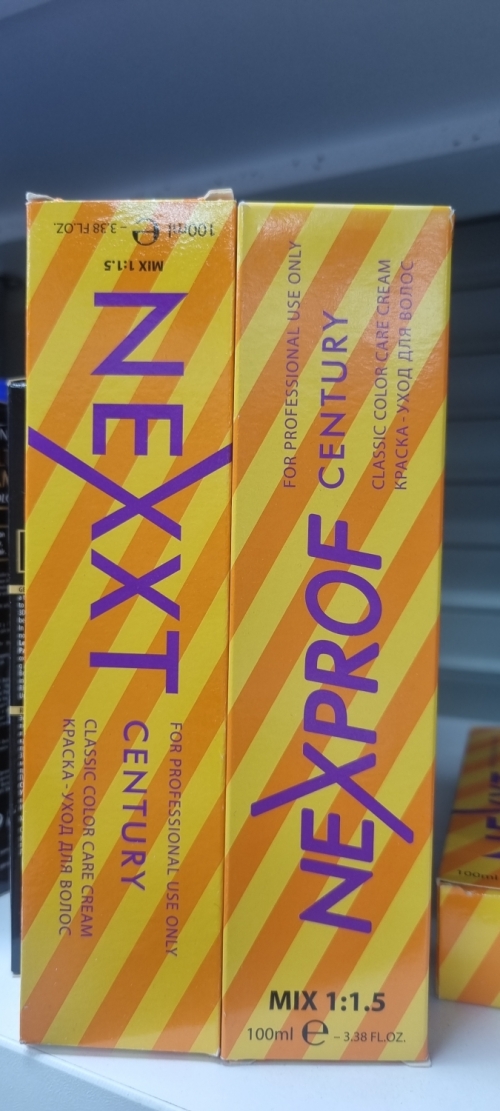 NEXXT
CENTURY
FOR PROFESSIONAL USE ONLY
CLASSIC COLOR CARE CREAM
КРАСКА - УХОД ДЛЯ ВОЛОС
MIX 1:1.5
100ml e – 3.38 FL.OZ.
NEXPROF
CENTURY
FOR PROFESSIONAL USE ONLY
CLASSIC COLOR CARE CREAM
КРАСКА - УХОД ДЛЯ ВОЛОС
MIX 1:1.5
100ml e – 3.38 FL.OZ.
100ml